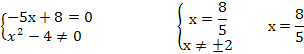 {−5x + 8 = 0
x² − 4 ≠ 0
{x = 8/5
x ≠ ±2
x = 8/5